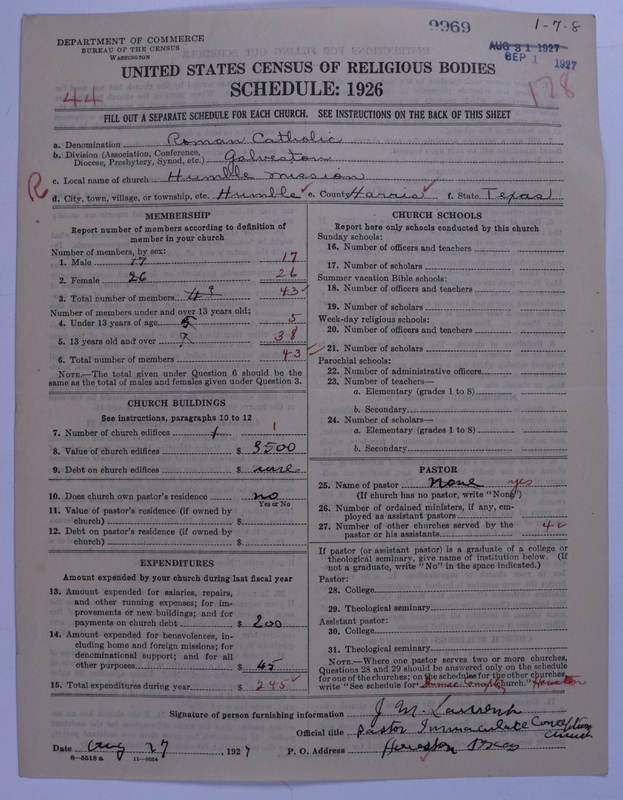 9969
1-7-8
DEPARTMENT OF COMMERCE
BUREAU OF THE CENSUS
WASHINGTON
AUG 31 1927
SEP 1 1927
UNITED STATES CENSUS OF RELIGIOUS BODIES
SCHEDULE: 1926
44
178
FILL OUT A SEPARATE SCHEDULE FOR EACH CHURCH. SEE INSTRUCTIONS ON THE BACK OF THIS SHEET
a. Denomination Roman Catholic
b. Division (Association, Conference, Diocese, Presbytery, Synod, etc.) Galveston
c. Local name of church Humble mission
R
d. City, town, village, or township, etc. Humble e. County Harris f. State Texas
MEMBERSHIP
Report number of members according to definition of
member in your church
Number of members, by sex:
1. Male 17 17
2. Female 26 26
3. Total number of members 43 43
Number of members under and over 13 years old:
4. Under 13 years of age 5 5
5. 13 years old and over ? 38
6. Total number of members 43
NOTE.—The total given under Question 6 should be the
same as the total of males and females given under Question 3.
CHURCH BUILDINGS
See instructions, paragraphs 10 to 12
7. Number of church edifices 1 1
8. Value of church edifices $ 3500
9. Debt on church edifices $
10. Does church own pastor's residence no
Yes or No
11. Value of pastor's residence (if owned by
church) $
12. Debt on pastor's residence (if owned by
church) $
EXPENDITURES
Amount expended by your church during last fiscal year
13. Amount expended for salaries, repairs,
and other running expenses; for im-
provements or new buildings; and for
payments on church debt $ 200
14. Amount expended for benevolences, in-
cluding home and foreign missions; for
denominational support; and for all
other purposes $ 45
15. Total expenditures during year $ 245
CHURCH SCHOOLS
Report here only schools conducted by this church
Sunday schools:
16. Number of officers and teachers
17. Number of scholars
Summer vacation Bible schools:
18. Number of officers and teachers
19. Number of scholars
Week-day religious schools:
20. Number of officers and teachers
21. Number of scholars
Parochial schools:
22. Number of administrative officers
23. Number of teachers—
a. Elementary (grades 1 to 8)
b. Secondary
24. Number of scholars—
a. Elementary (grades 1 to 8)
b. Secondary
PASTOR
25. Name of pastor None yes
(If church has no pastor, write "None")
26. Number of ordained ministers, if any, em-
ployed as assistant pastors
27. Number of other churches served by the
pastor or his assistants 4
If pastor (or assistant pastor) is a graduate of a college or
theological seminary, give name of institution below. (If
not a graduate, write "No" in the space indicated.)
Pastor:
28. College
29. Theological seminary
Assistant pastor:
30. College
31. Theological seminary
NOTE.—Where one pastor serves two or more churches,
Questions 28 and 29 should be answered only on the schedule
for one of the churches; on the schedules for the other churches
write "See schedule for church." Houston
Signature of person furnishing information J. M.
Official title Pastor Immaculate Conception Church
Date Aug 27 1927 P. O. Address Houston Texas
8—5518 a 11—9064